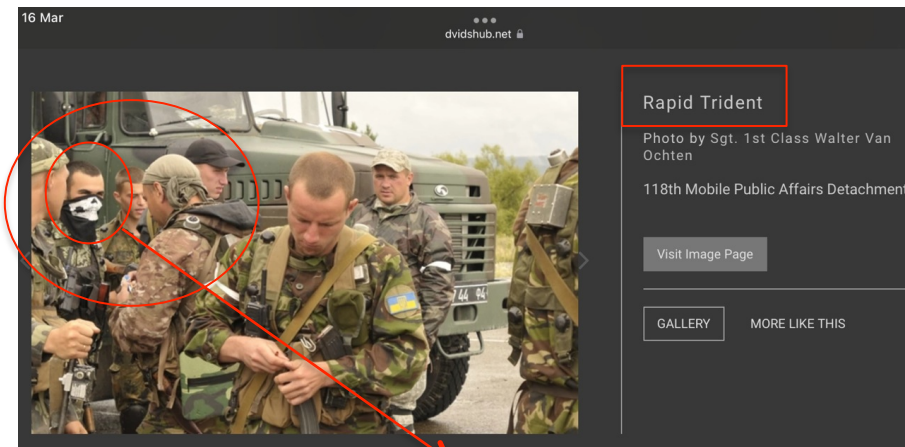 16 Mar
dvidshub.net
Rapid Trident
Photo by Sgt. 1st Class Walter Van
Ochten
118th Mobile Public Affairs Detachment
Visit Image Page
GALLERY MORE LIKE THIS